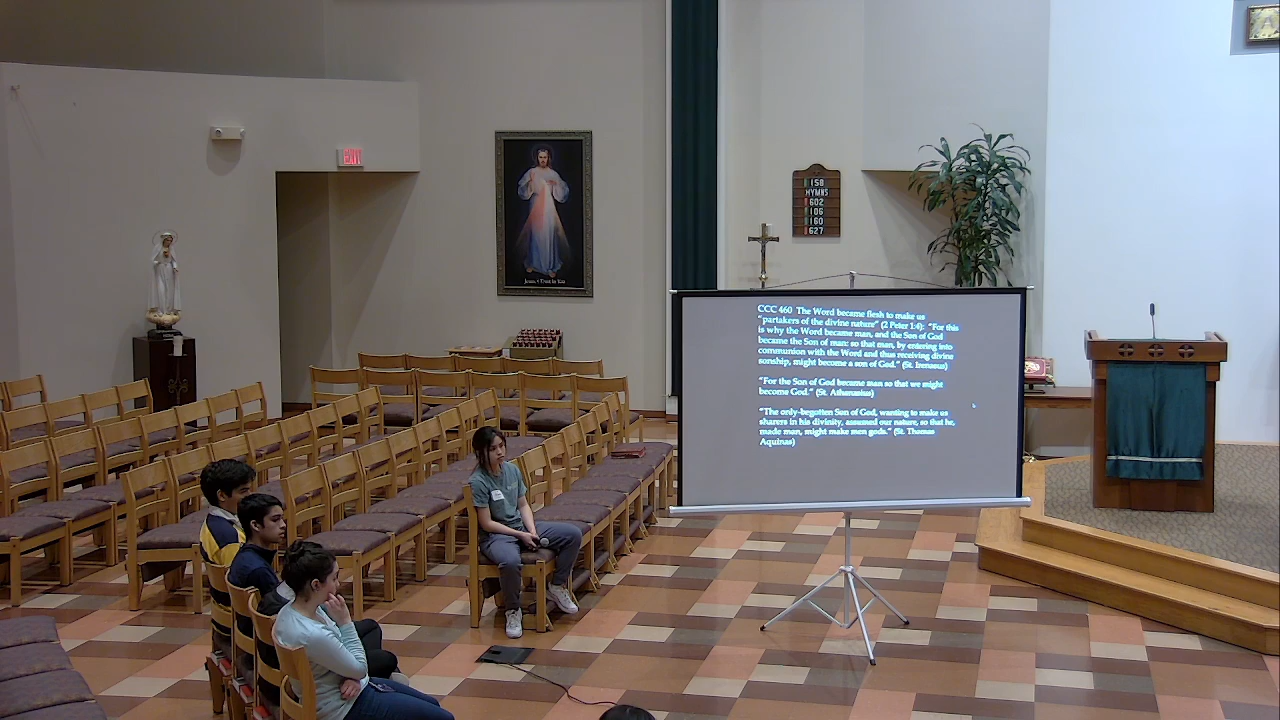 EXIT
Jesus, I Trust in You
158
HYMNS
602
106
160
627
CCC 460 The Word became flesh to make us
"partakers of the divine nature" (2 Peter 1:4): "For this
is why the Word became man, and the Son of God
became the Son of man: so that man, by entering into
communion with the Word and thus receiving divine
sonship, might become a son of God." (St. Irenaeus)
"For the Son of God became man so that we might
become God." (St. Athanasius)
"The only-begotten Son of God, wanting to make us
sharers in his divinity, assumed our nature, so that he,
made man, might make men gods." (St. Thomas
Aquinas)